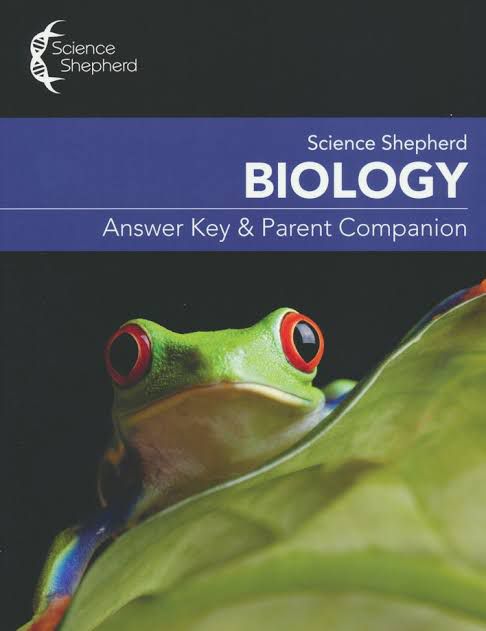 Science
Shepherd
Science Shepherd
BIOLOGY
Answer Key & Parent Companion